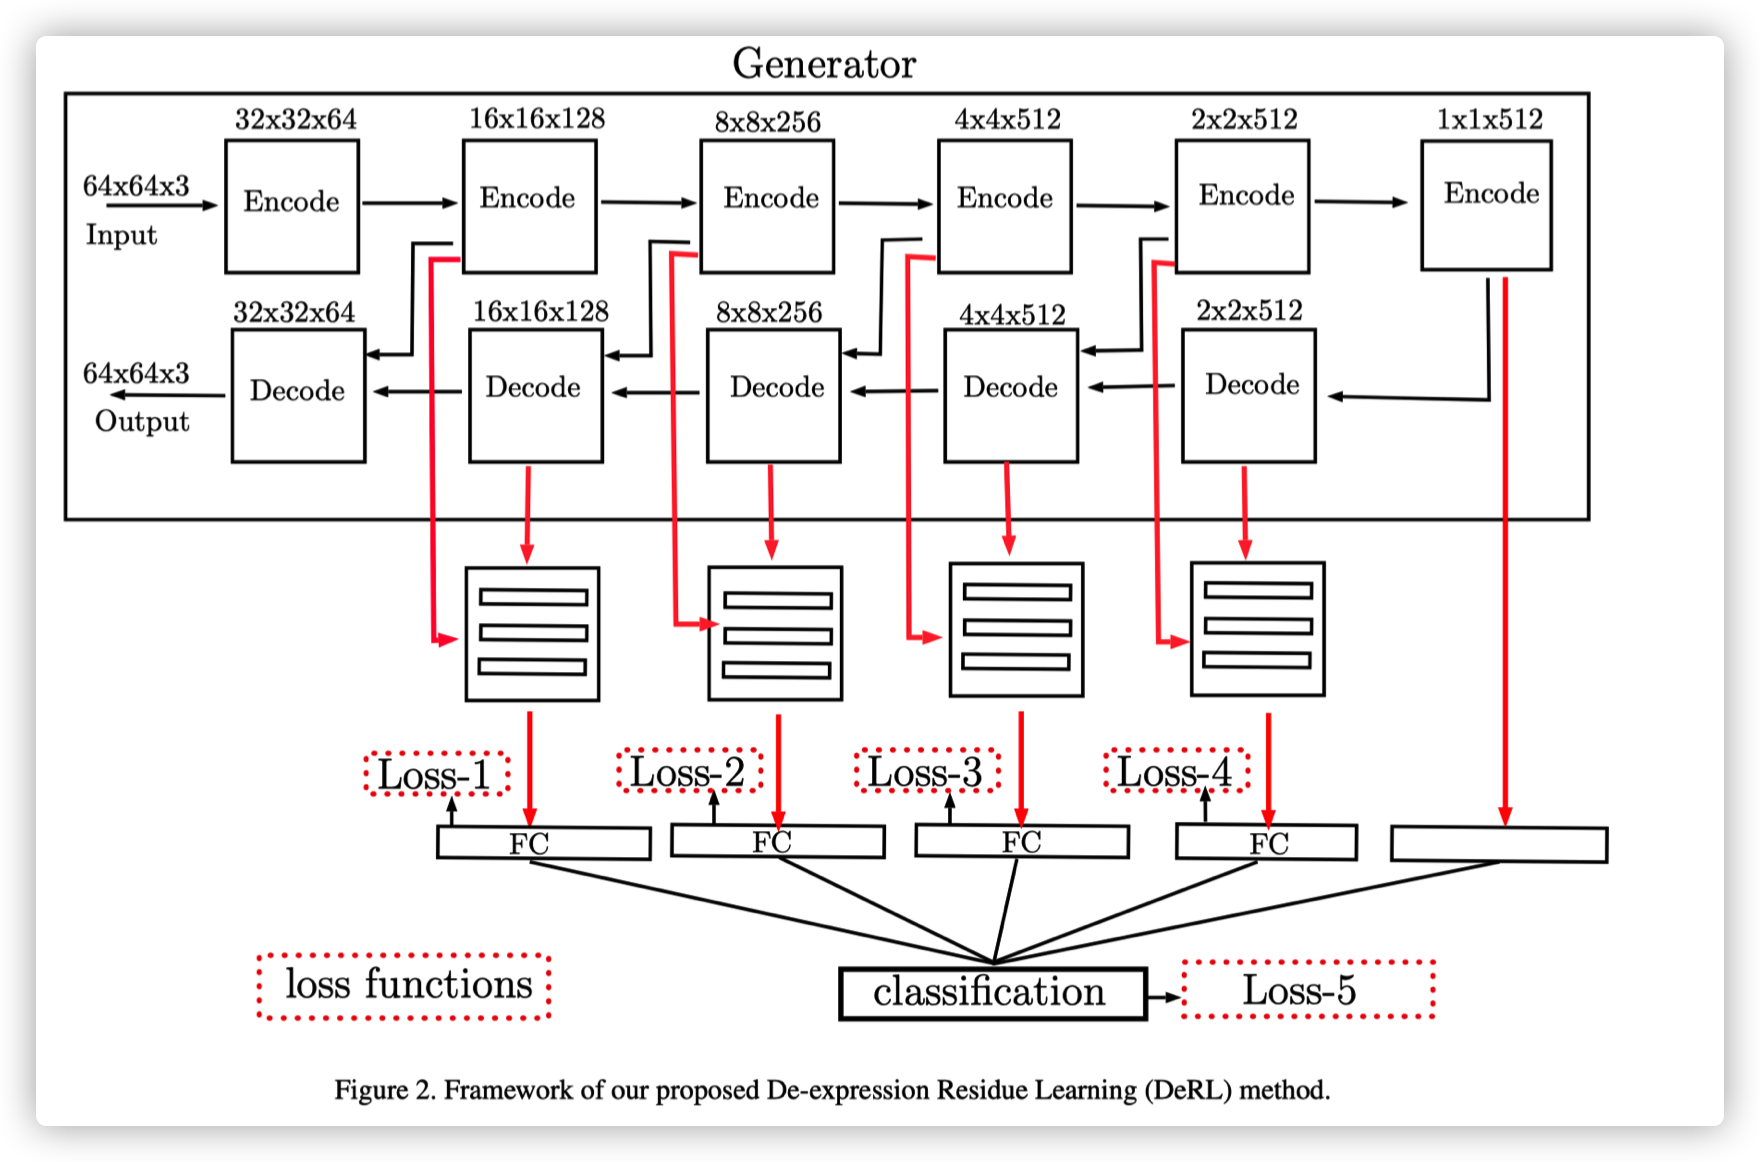 Generator
32x32x64
16x16x128
8x8x256
4x4x512
2x2x512
1x1x512
64x64x3
Input
Encode
Encode
Encode
Encode
Encode
Encode
32x32x64
16x16x128
8x8x256
4x4x512
2x2x512
64x64x3
Output
Decode
Decode
Decode
Decode
Decode
Loss-1
Loss-2
Loss-3
Loss-4
FC
FC
FC
FC
loss functions
classification
Loss-5
Figure 2. Framework of our proposed De-expression Residue Learning (DeRL) method.